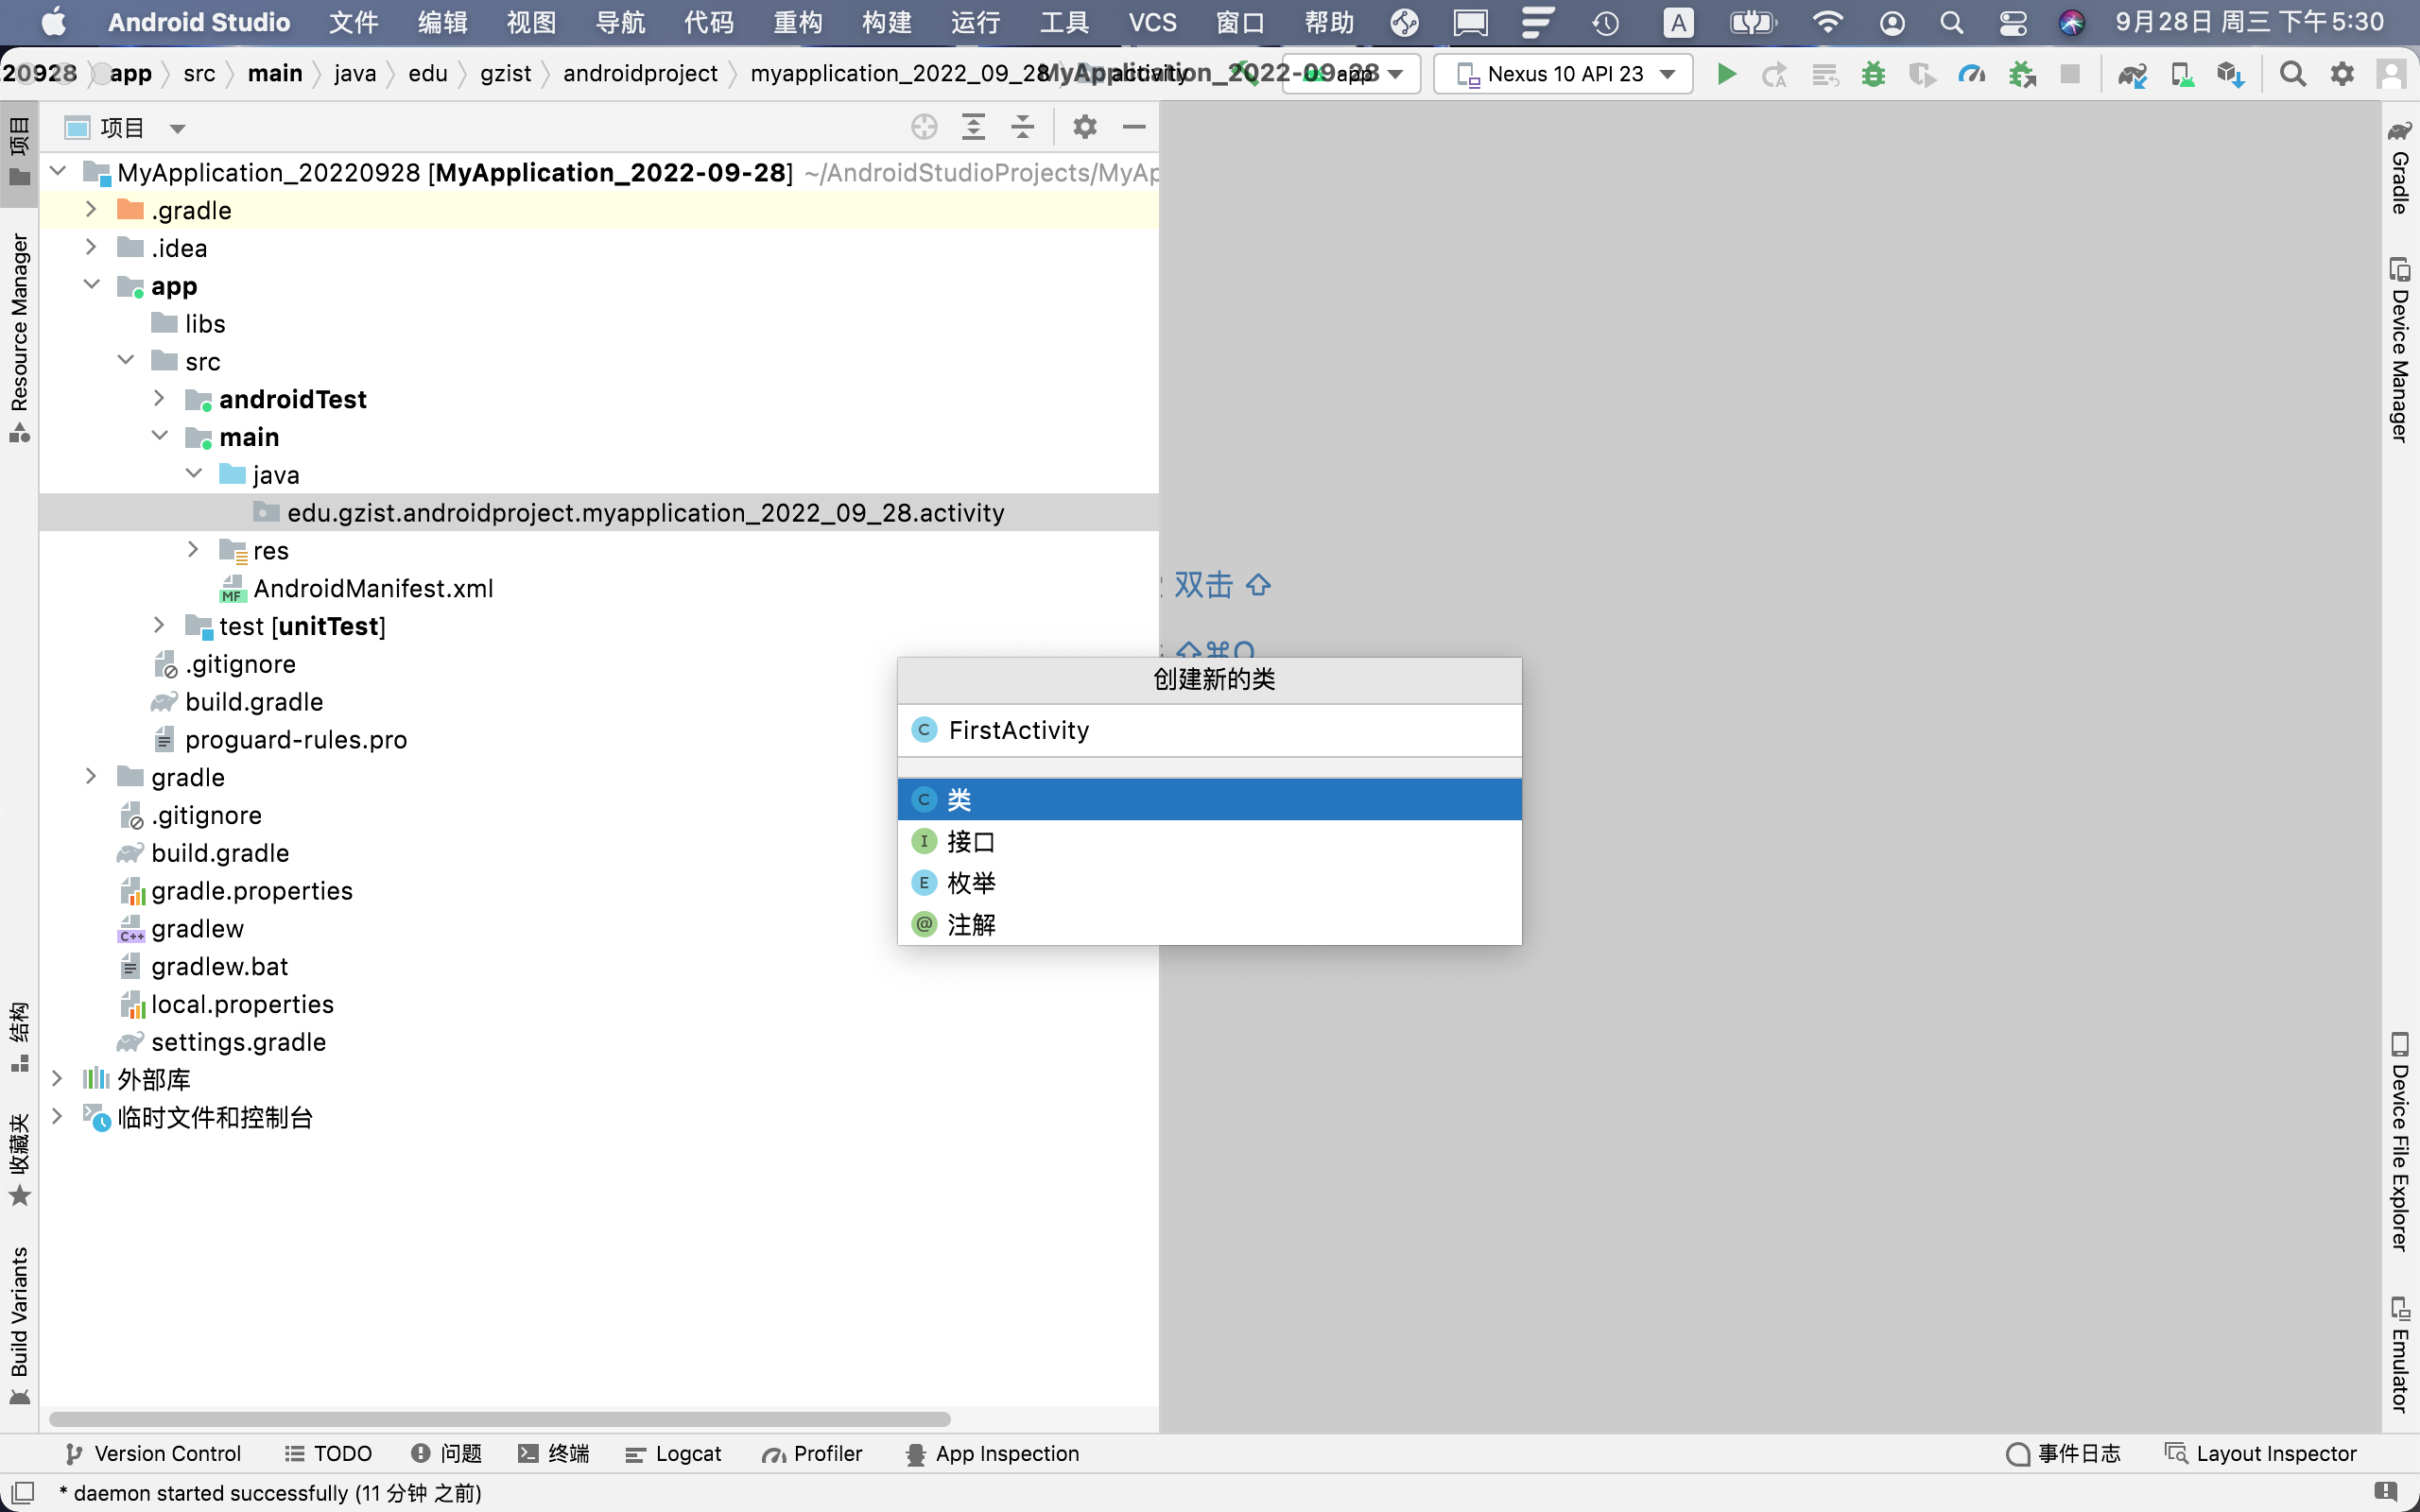 Android Studio 文件 编辑 视图 导航 代码 重构 构建 运行 工具 VCS 窗口 帮助 A 9月28日 周三 下午5:30
20928 app src main java edu gzist androidproject myapplication_2022_09_28 activity MyApplication_2022-09-28 app Nexus 10 API 23
项目
MyApplication_20220928 [MyApplication_2022-09-28] ~/AndroidStudioProjects/MyAp
.gradle
.idea
app
libs
src
androidTest
main
java
edu.gzist.androidproject.myapplication_2022_09_28.activity
res
AndroidManifest.xml
test [unitTest]
.gitignore
build.gradle
proguard-rules.pro
gradle
.gitignore
build.gradle
gradle.properties
gradlew
gradlew.bat
local.properties
settings.gradle
外部库
临时文件和控制台
双击 ⇧
⇧⌘O
创建新的类
FirstActivity
类
接口
枚举
注解
项目
Resource Manager
结构
收藏夹
Build Variants
Gradle
Device Manager
Device File Explorer
Emulator
Version Control TODO 问题 终端 Logcat Profiler App Inspection 事件日志 Layout Inspector
* daemon started successfully (11 分钟 之前)